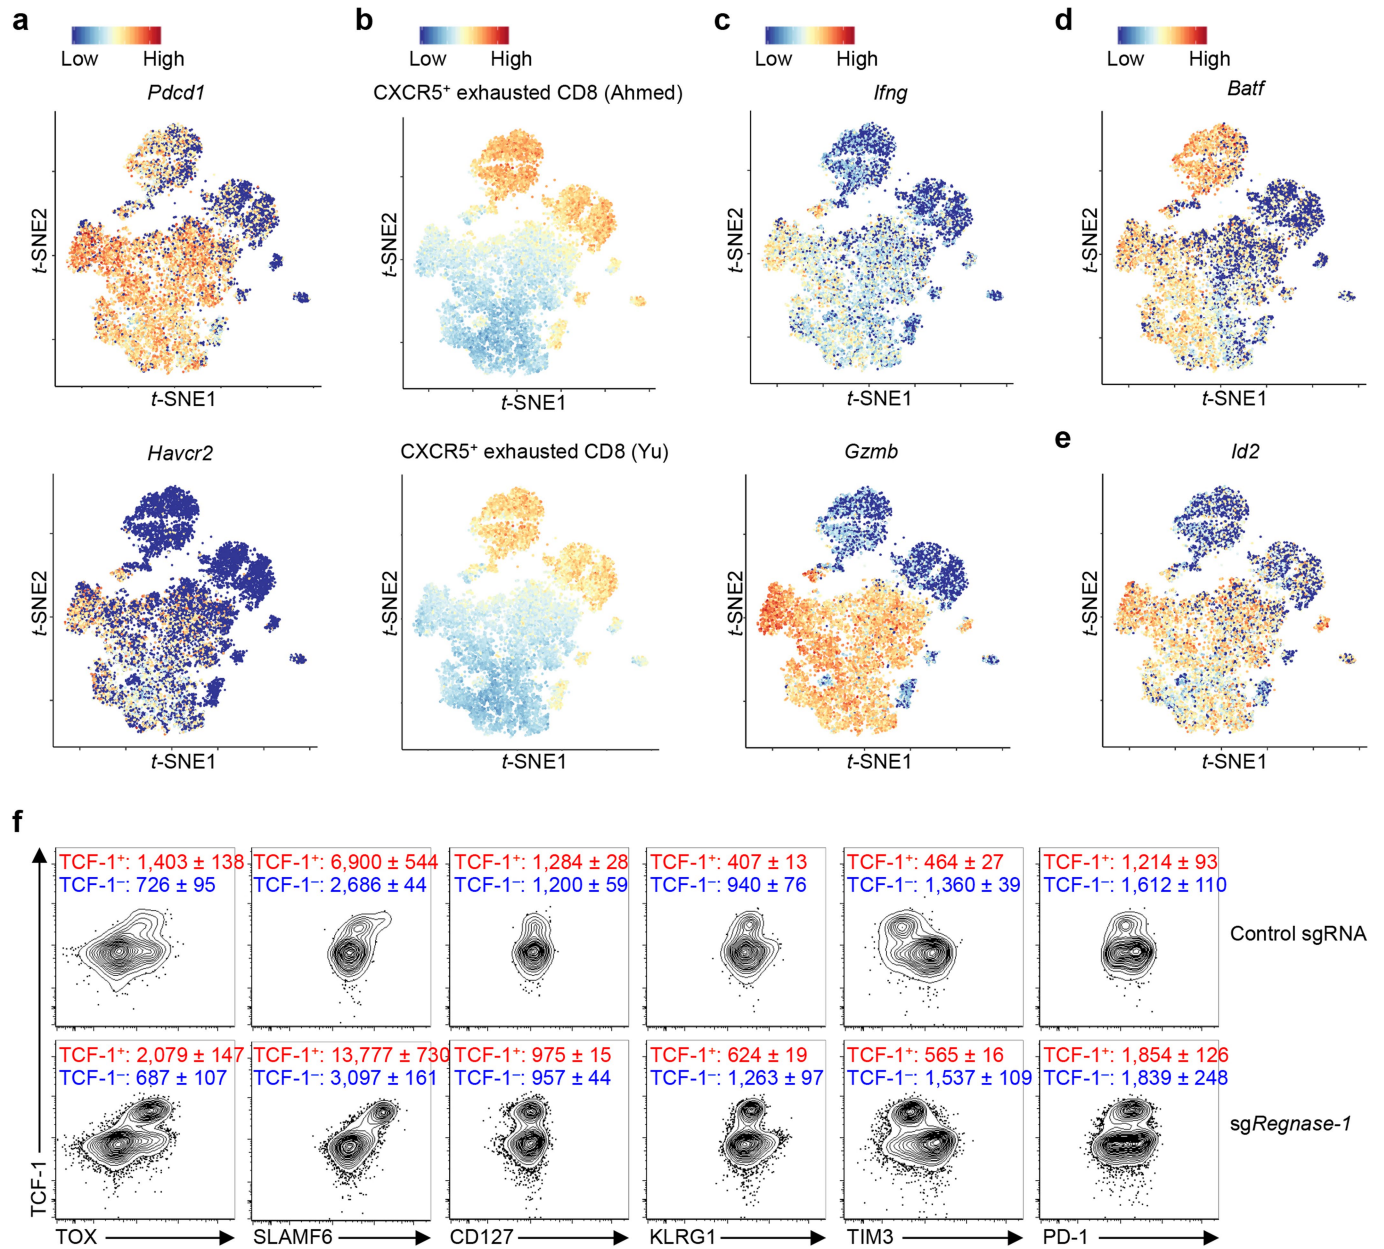 a b c d
Low High Low High Low High Low High
Pdcd1 CXCR5⁺ exhausted CD8 (Ahmed) Ifng Batf
t-SNE2 t-SNE2 t-SNE2 t-SNE2
t-SNE1 t-SNE1 t-SNE1 t-SNE1
e
Havcr2 CXCR5⁺ exhausted CD8 (Yu) Gzmb Id2
t-SNE2 t-SNE2 t-SNE2 t-SNE2
t-SNE1 t-SNE1 t-SNE1 t-SNE1
f
TCF-1⁺: 1,403 ± 138 TCF-1⁺: 6,900 ± 544 TCF-1⁺: 1,284 ± 28 TCF-1⁺: 407 ± 13 TCF-1⁺: 464 ± 27 TCF-1⁺: 1,214 ± 93
TCF-1⁻: 726 ± 95 TCF-1⁻: 2,686 ± 44 TCF-1⁻: 1,200 ± 59 TCF-1⁻: 940 ± 76 TCF-1⁻: 1,360 ± 39 TCF-1⁻: 1,612 ± 110
Control sgRNA
TCF-1⁺: 2,079 ± 147 TCF-1⁺: 13,777 ± 730 TCF-1⁺: 975 ± 15 TCF-1⁺: 624 ± 19 TCF-1⁺: 565 ± 16 TCF-1⁺: 1,854 ± 126
TCF-1⁻: 687 ± 107 TCF-1⁻: 3,097 ± 161 TCF-1⁻: 957 ± 44 TCF-1⁻: 1,263 ± 97 TCF-1⁻: 1,537 ± 109 TCF-1⁻: 1,839 ± 248
sgRegnase-1
TCF-1
TOX SLAMF6 CD127 KLRG1 TIM3 PD-1